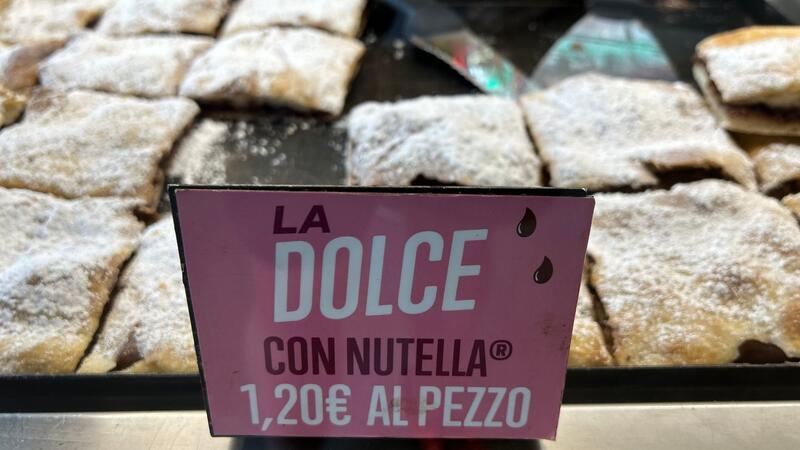 LA
DOLCE
CON NUTELLA®
1,20€ AL PEZZO